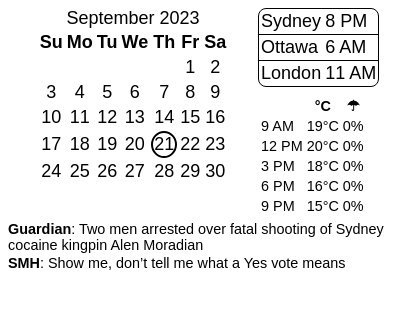 September 2023
Su Mo Tu We Th Fr Sa
1 2
3 4 5 6 7 8 9
10 11 12 13 14 15 16
17 18 19 20 21 22 23
24 25 26 27 28 29 30
Sydney 8 PM
Ottawa 6 AM
London 11 AM
°C ☂
9 AM 19°C 0%
12 PM 20°C 0%
3 PM 18°C 0%
6 PM 16°C 0%
9 PM 15°C 0%
Guardian: Two men arrested over fatal shooting of Sydney
cocaine kingpin Alen Moradian
SMH: Show me, don’t tell me what a Yes vote means